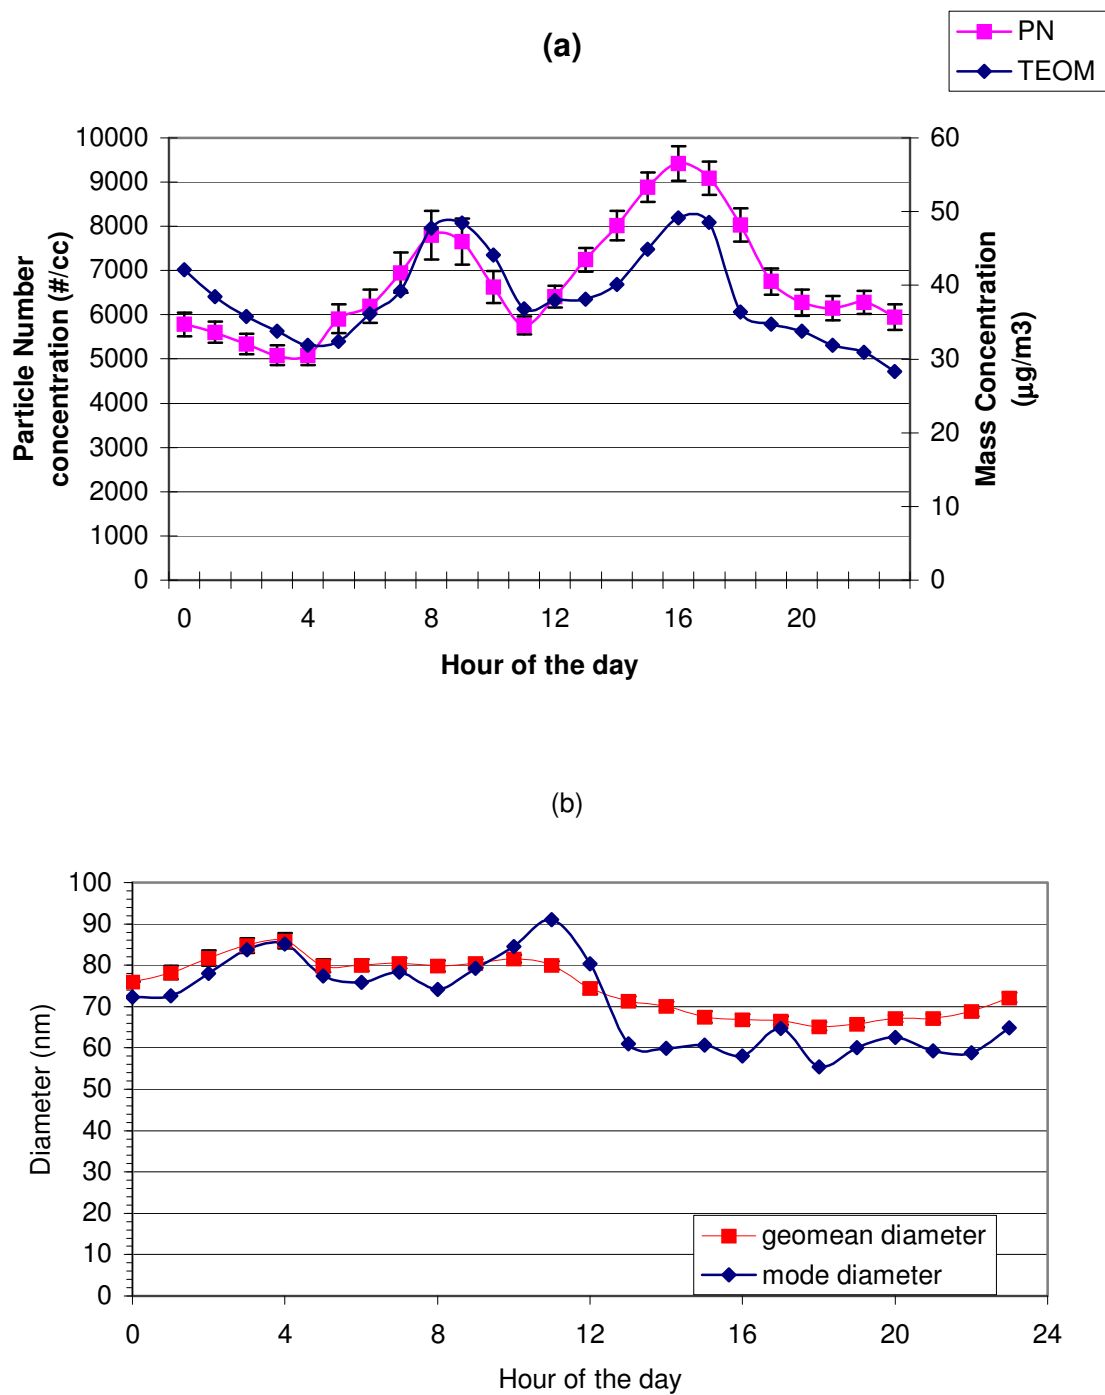 (a)
PN
TEOM
Particle Number
concentration (#/cc)
10000
9000
8000
7000
6000
5000
4000
3000
2000
1000
0
60
50
40
30
20
10
0
Mass Concentration
(μg/m3)
0 4 8 12 16 20
Hour of the day
(b)
Diameter (nm)
100
90
80
70
60
50
40
30
20
10
0
geomean diameter
mode diameter
0 4 8 12 16 20 24
Hour of the day